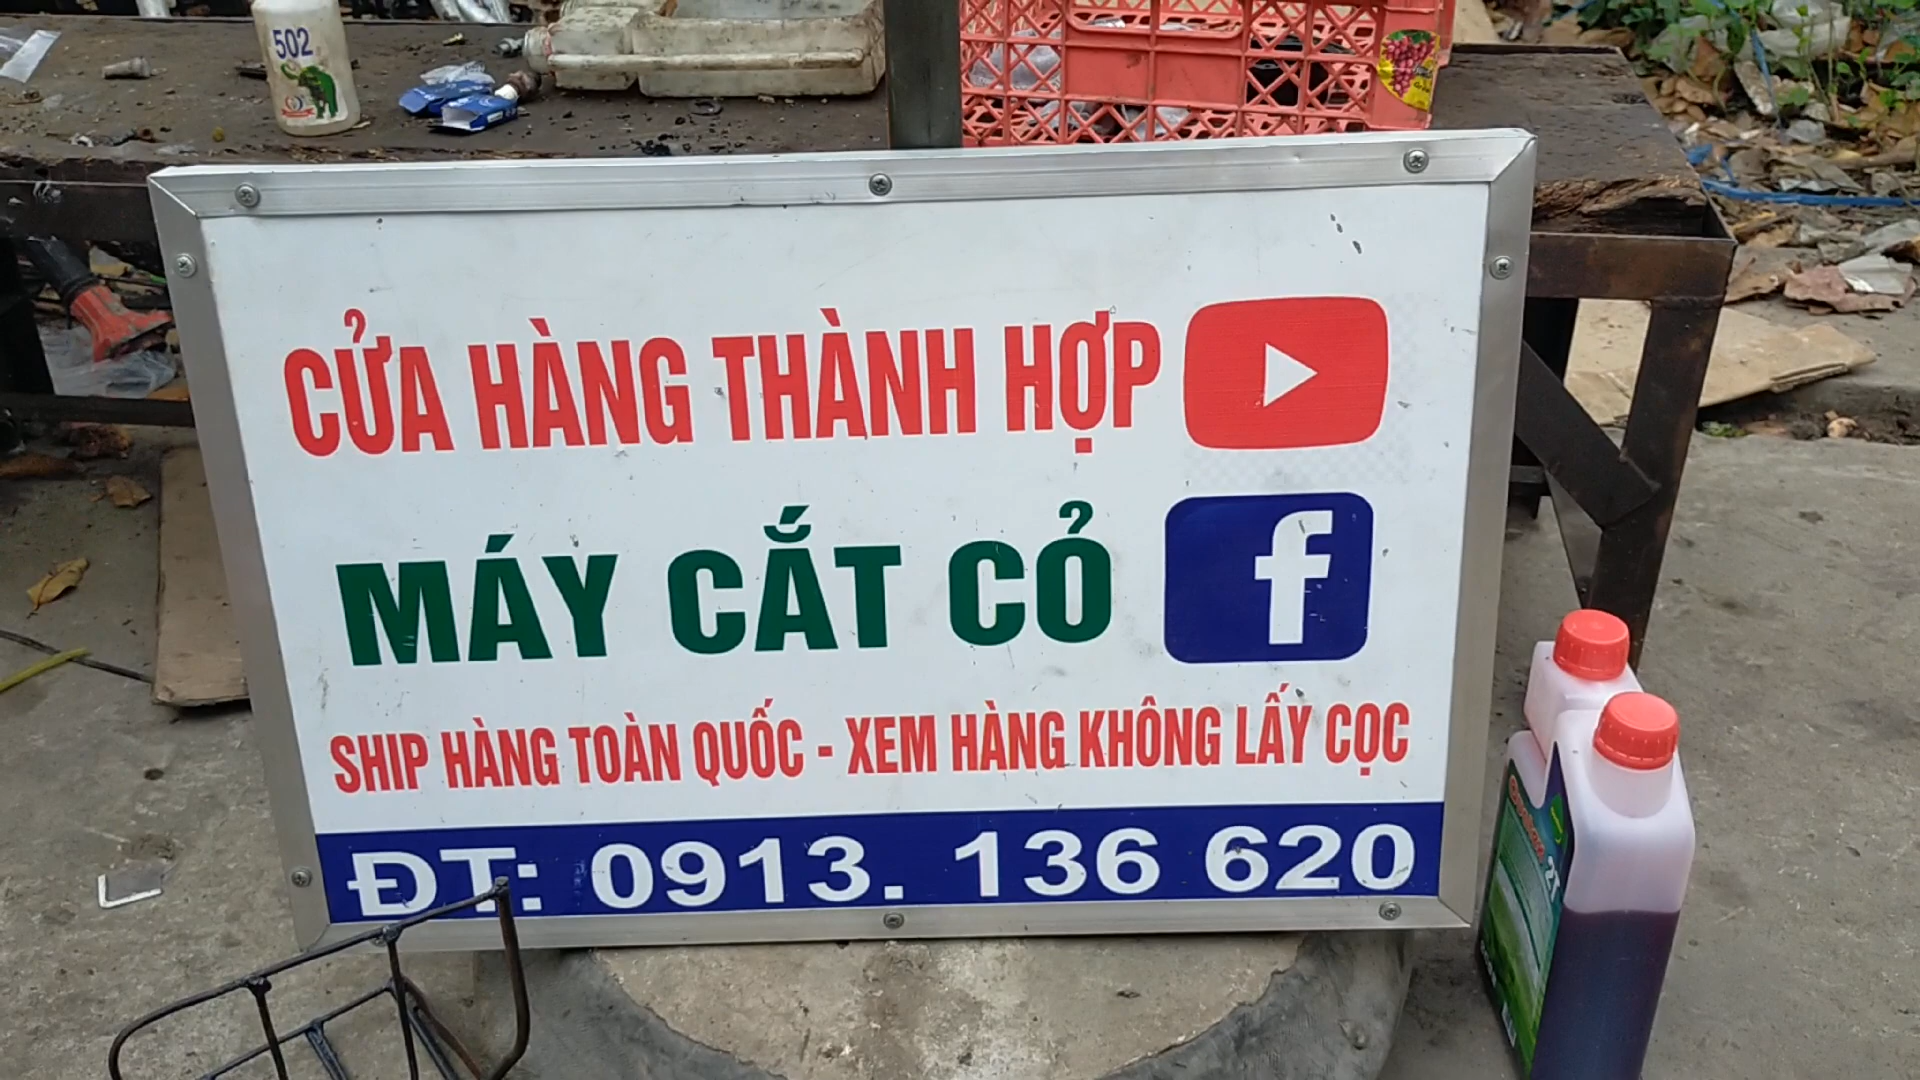 502
CỬA HÀNG THÀNH HỢP
MÁY CẮT CỎ
SHIP HÀNG TOÀN QUỐC - XEM HÀNG KHÔNG LẤY CỌC
ĐT: 0913. 136 620
2T